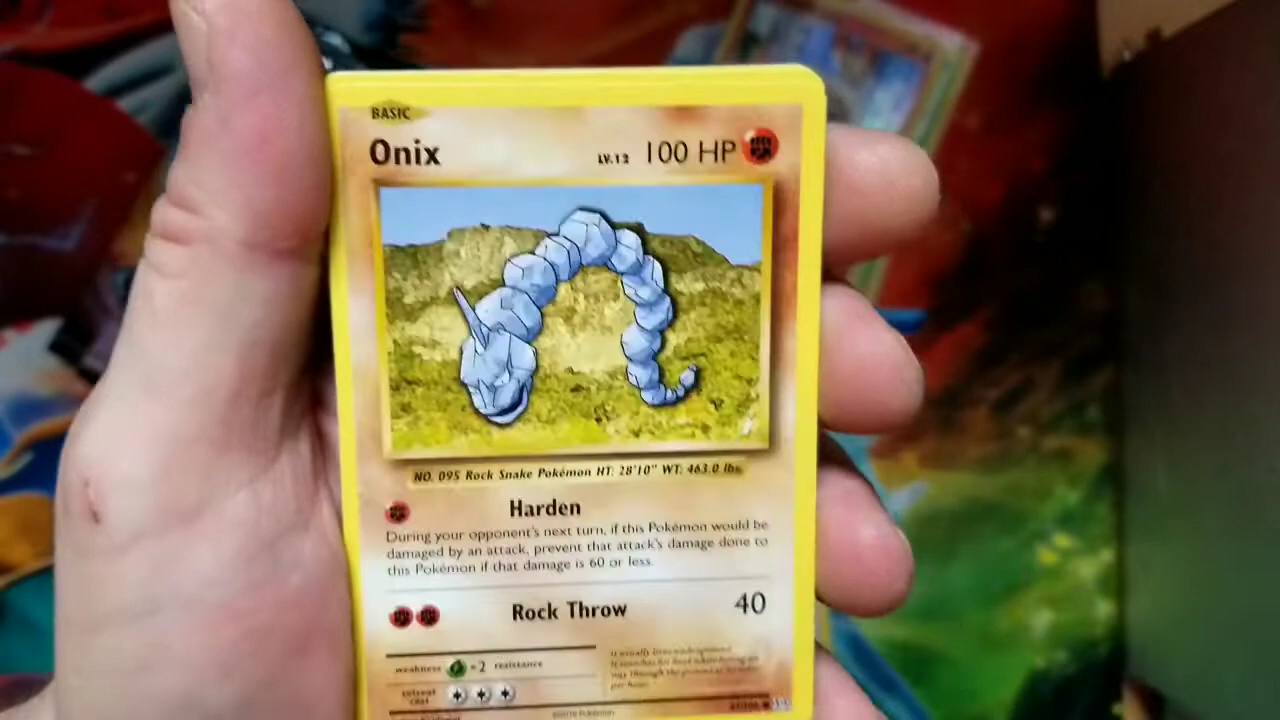 BASIC
Onix LV.12 100 HP
NO. 095 Rock Snake Pokémon HT: 28'10" WT: 463.0 lbs.
Harden
During your opponent's next turn, if this Pokémon would be
damaged by an attack, prevent that attack's damage done to
this Pokémon if that damage is 60 or less.
Rock Throw 40
weakness ×2 resistance
retreat
cost